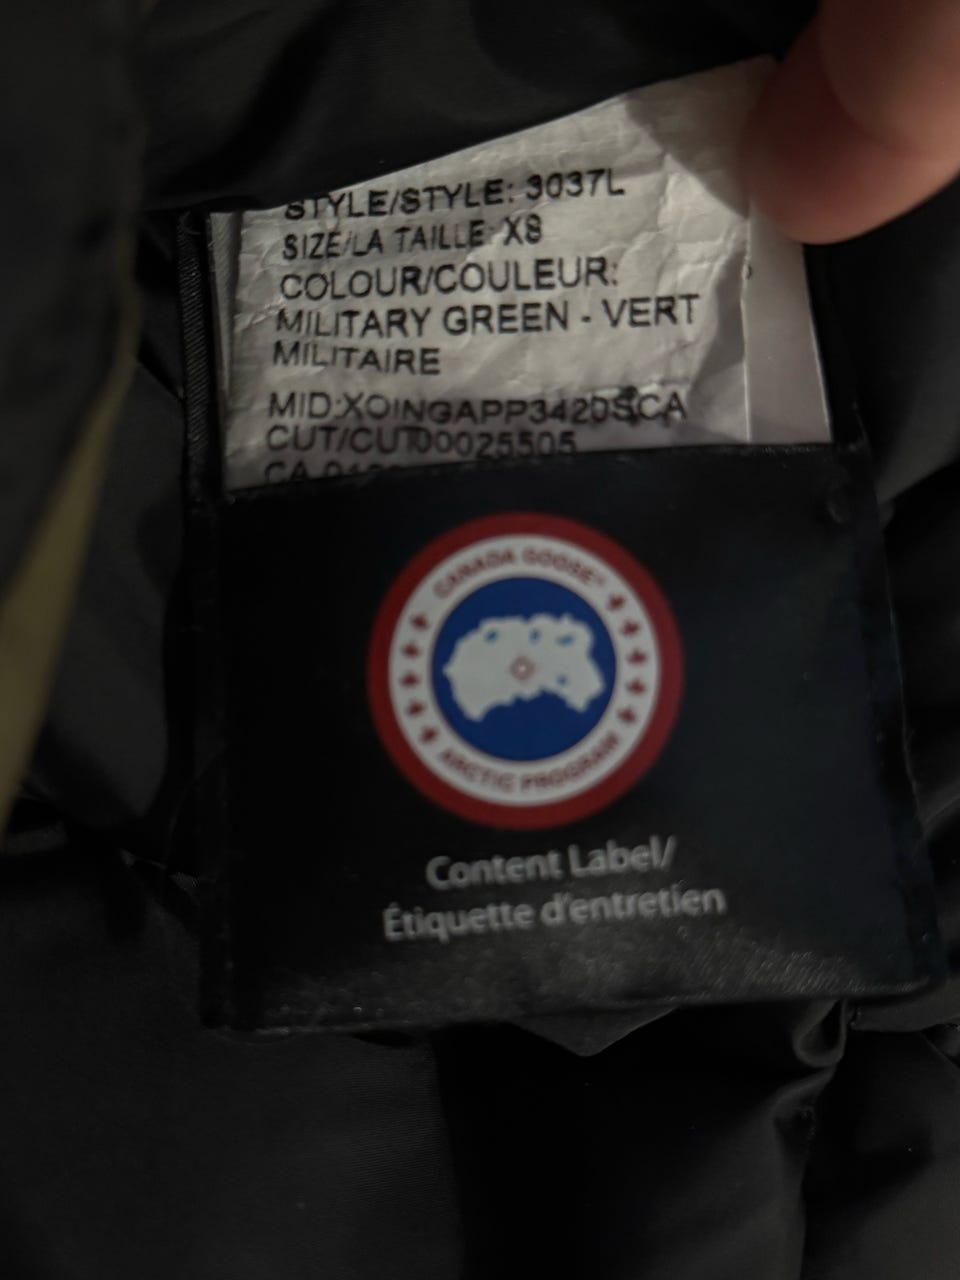 STYLE/STYLE: 3037L
SIZE/LA TAILLE: XS
COLOUR/COULEUR:
MILITARY GREEN - VERT
MILITAIRE
MID:XOINGAPP3420SCA
CUT/CUT00025505
CANADA GOOSE
ARCTIC PROGRAM
Content Label/
Étiquette d'entretien